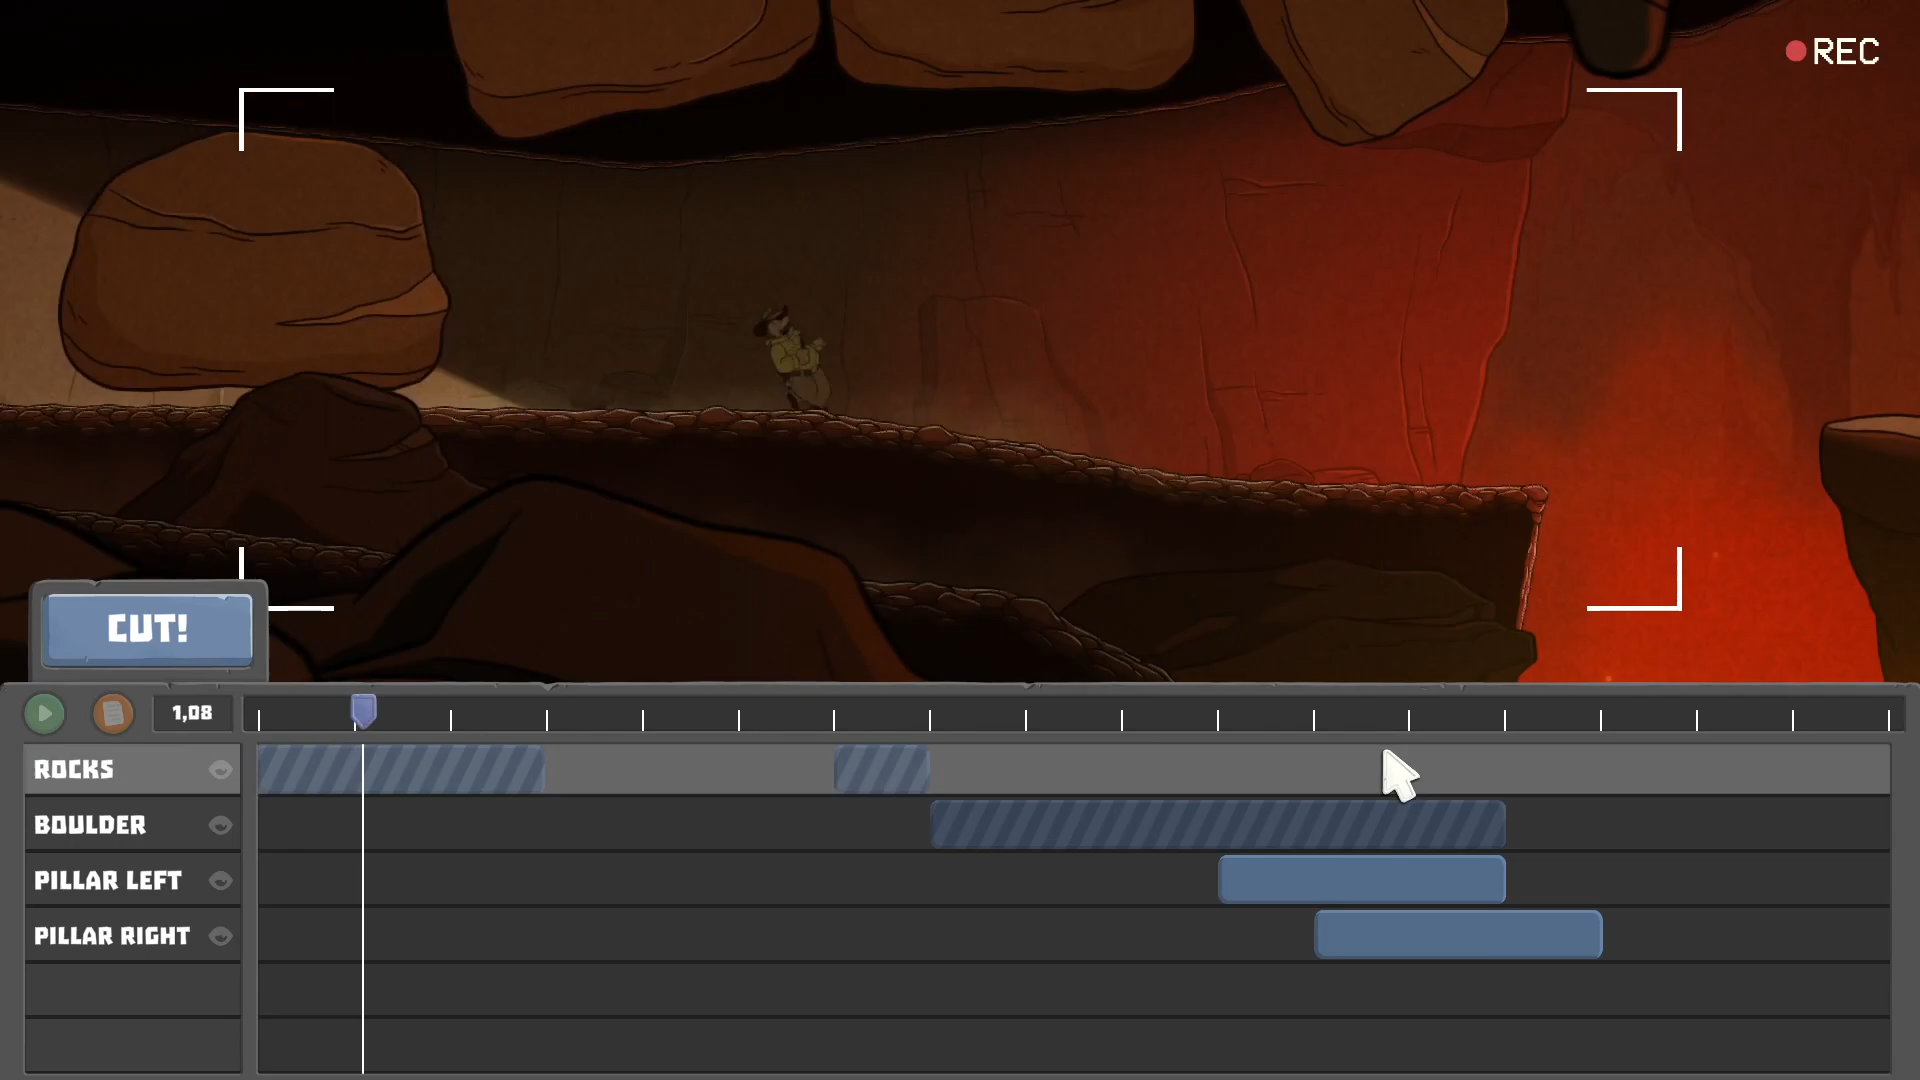 REC
CUT!
1,08
ROCKS
BOULDER
PILLAR LEFT
PILLAR RIGHT